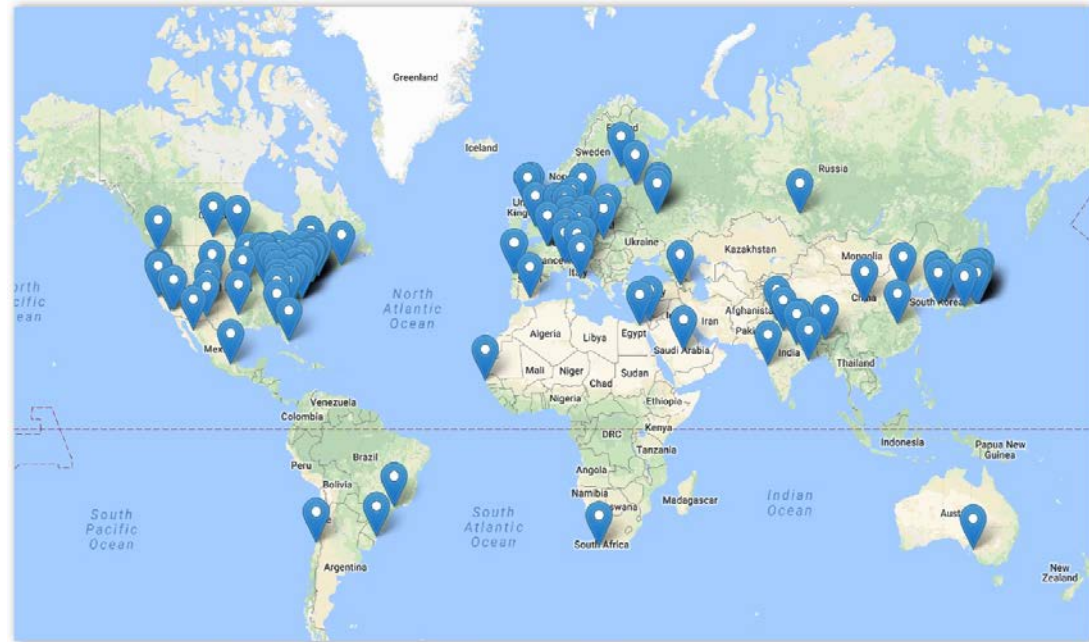 Greenland
Iceland
Sweden
Russia
Ukraine
Kazakhstan
Mongolia
North
Atlantic
Ocean
Italy
China
South Korea
Afghanistan
Iran
Algeria
Libya
Egypt
Saudi Arabia
India
Thailand
Mali
Niger
Chad
Sudan
Nigeria
Ethiopia
Venezuela
Colombia
DRC
Kenya
Tanzania
Indonesia
Papua New
Guinea
Peru
Brazil
Bolivia
Angola
Namibia
Madagascar
Indian
Ocean
South
Pacific
Ocean
South
Atlantic
Ocean
South Africa
Argentina
New
Zealand